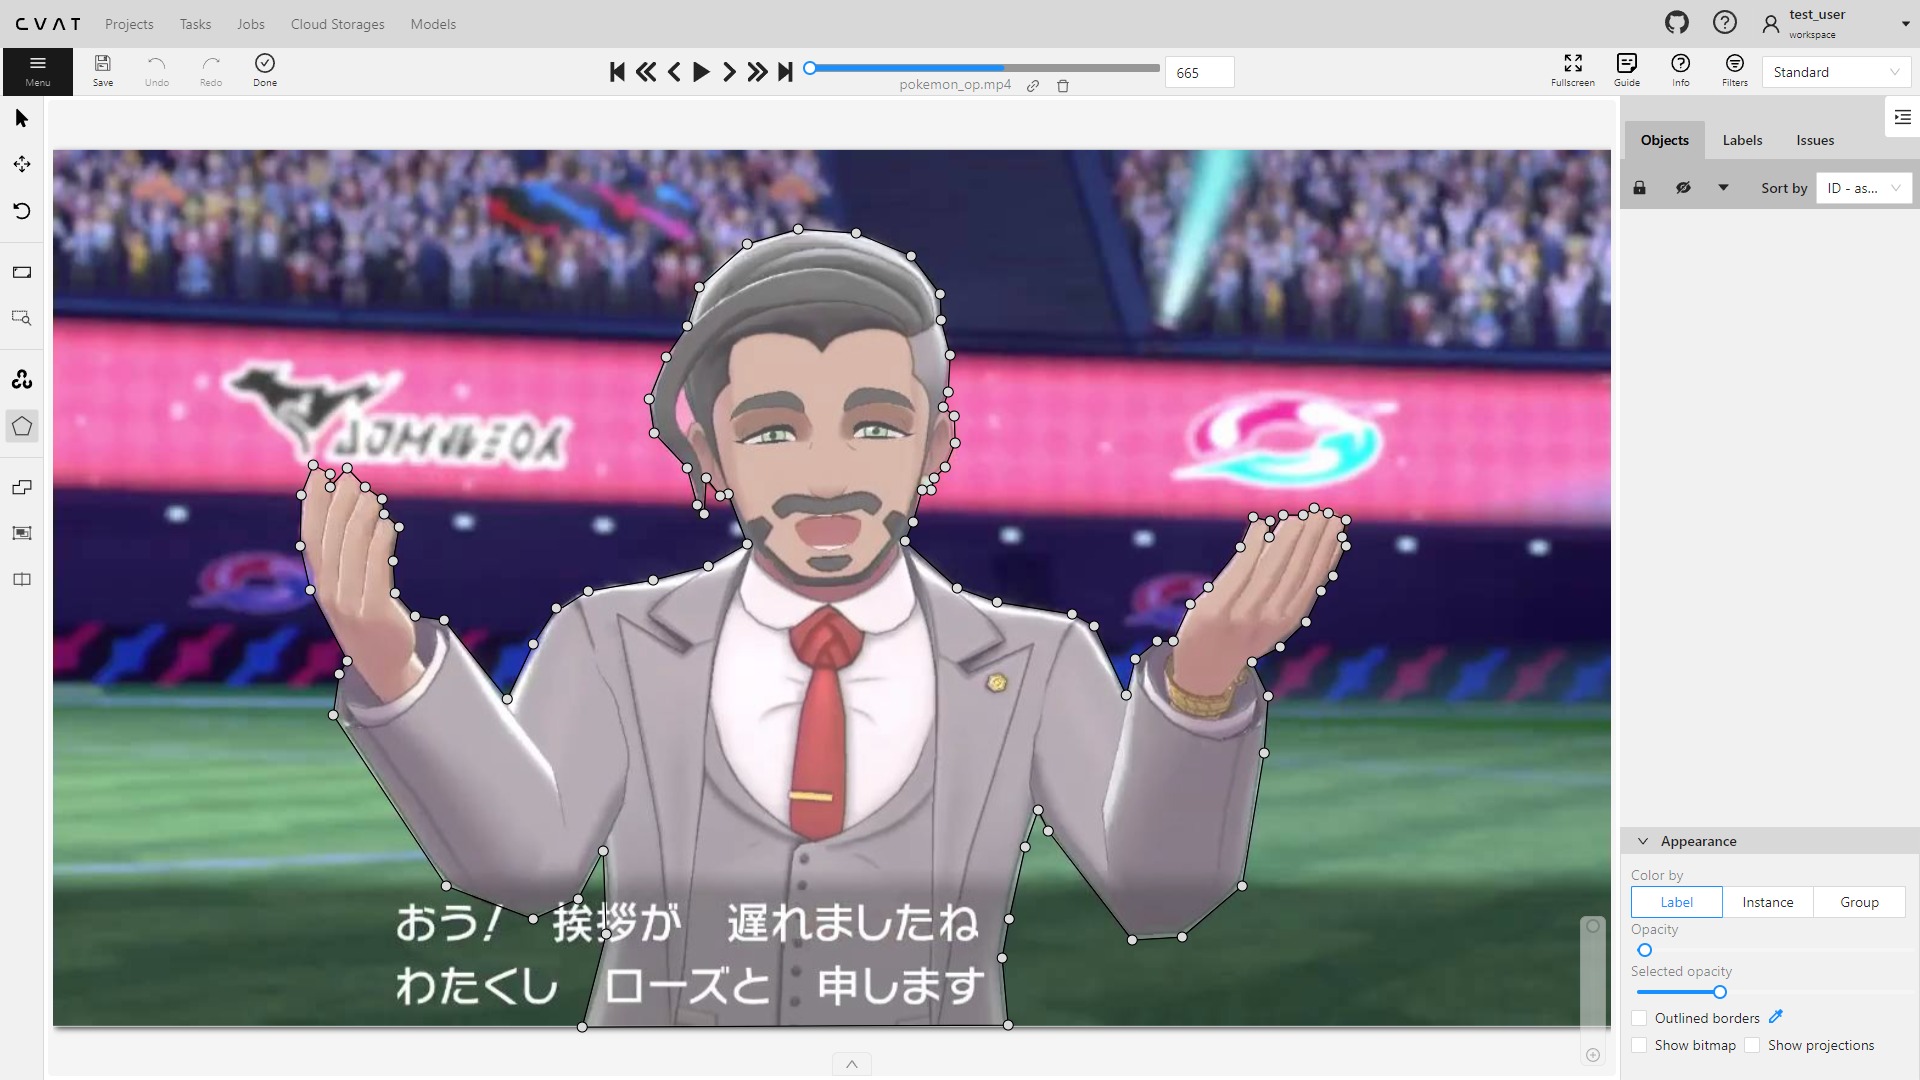 CVAT
Projects
Tasks
Jobs
Cloud Storages
Models
test_user
workspace
Menu
Save
Undo
Redo
Done
pokemon_op.mp4
665
Fullscreen
Guide
Info
Filters
Standard
Objects
Labels
Issues
Sort by
ID - as...
おう! 挨拶が 遅れましたね
わたくし ローズと 申します
Appearance
Color by
Label
Instance
Group
Opacity
Selected opacity
Outlined borders
Show bitmap
Show projections